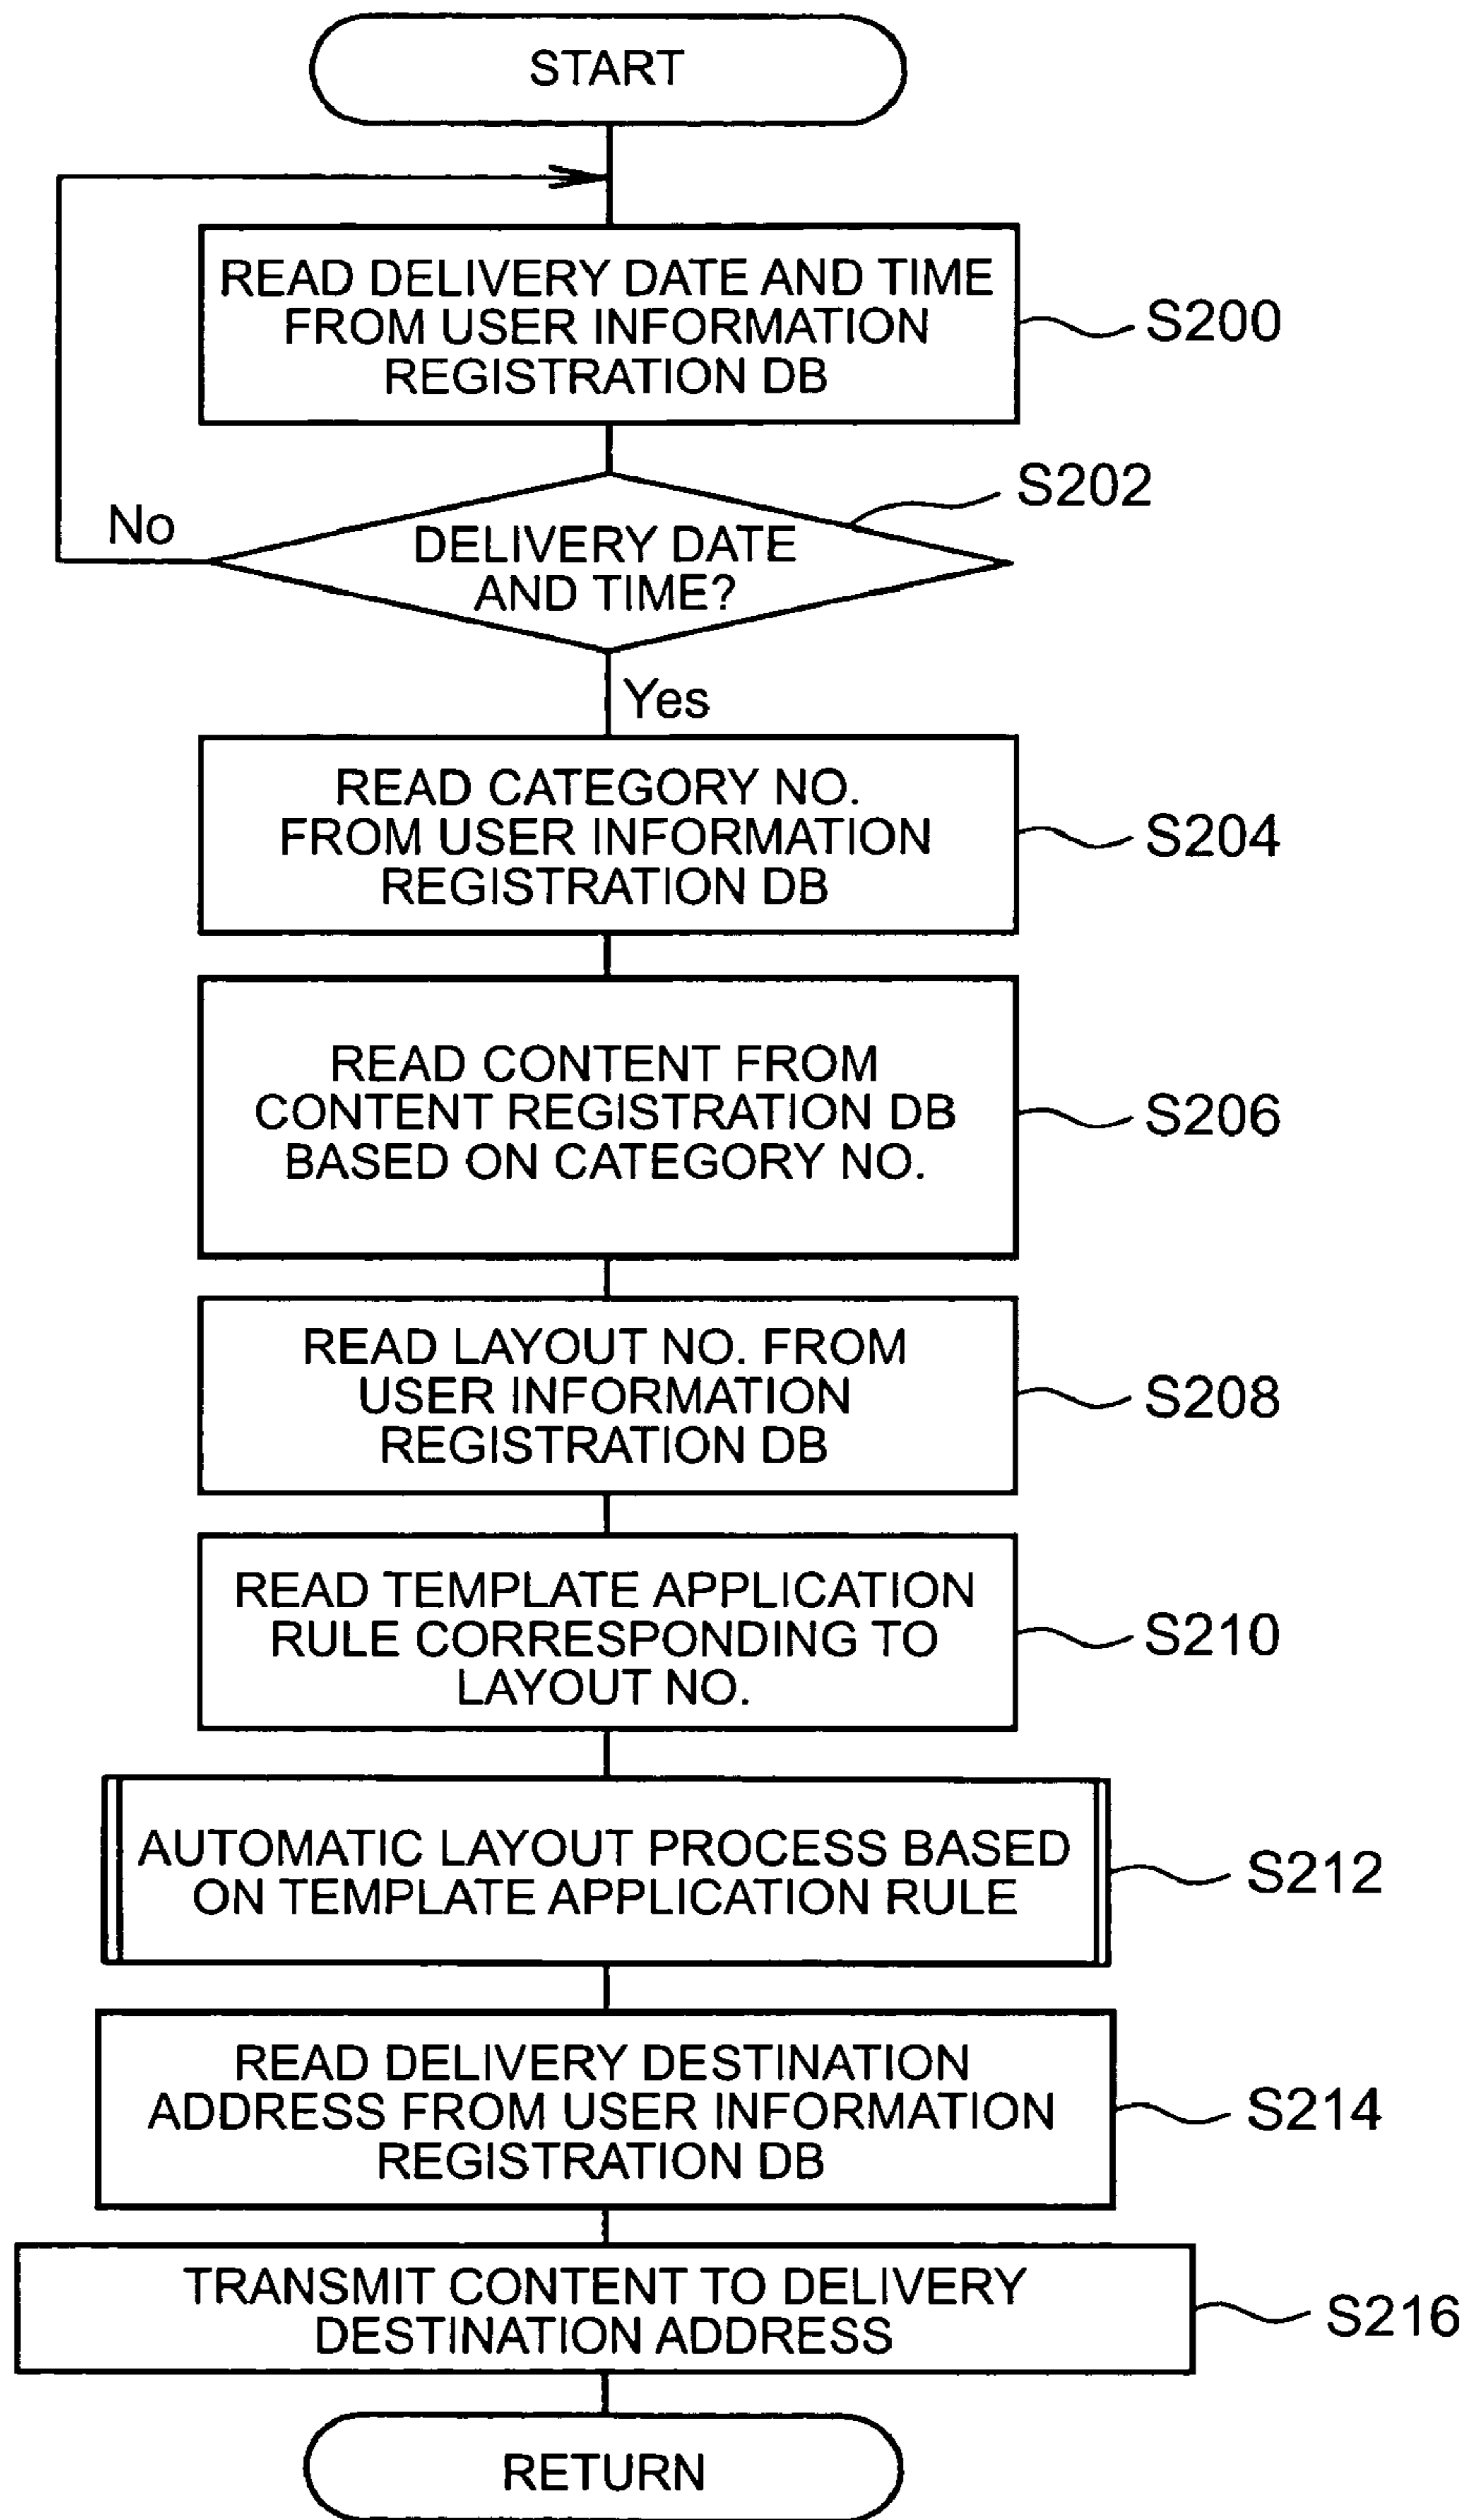 START
READ DELIVERY DATE AND TIME
FROM USER INFORMATION
REGISTRATION DB
S200
S202
No
DELIVERY DATE
AND TIME?
Yes
READ CATEGORY NO.
FROM USER INFORMATION
REGISTRATION DB
S204
READ CONTENT FROM
CONTENT REGISTRATION DB
BASED ON CATEGORY NO.
S206
READ LAYOUT NO. FROM
USER INFORMATION
REGISTRATION DB
S208
READ TEMPLATE APPLICATION
RULE CORRESPONDING TO
LAYOUT NO.
S210
AUTOMATIC LAYOUT PROCESS BASED
ON TEMPLATE APPLICATION RULE
S212
READ DELIVERY DESTINATION
ADDRESS FROM USER INFORMATION
REGISTRATION DB
S214
TRANSMIT CONTENT TO DELIVERY
DESTINATION ADDRESS
S216
RETURN